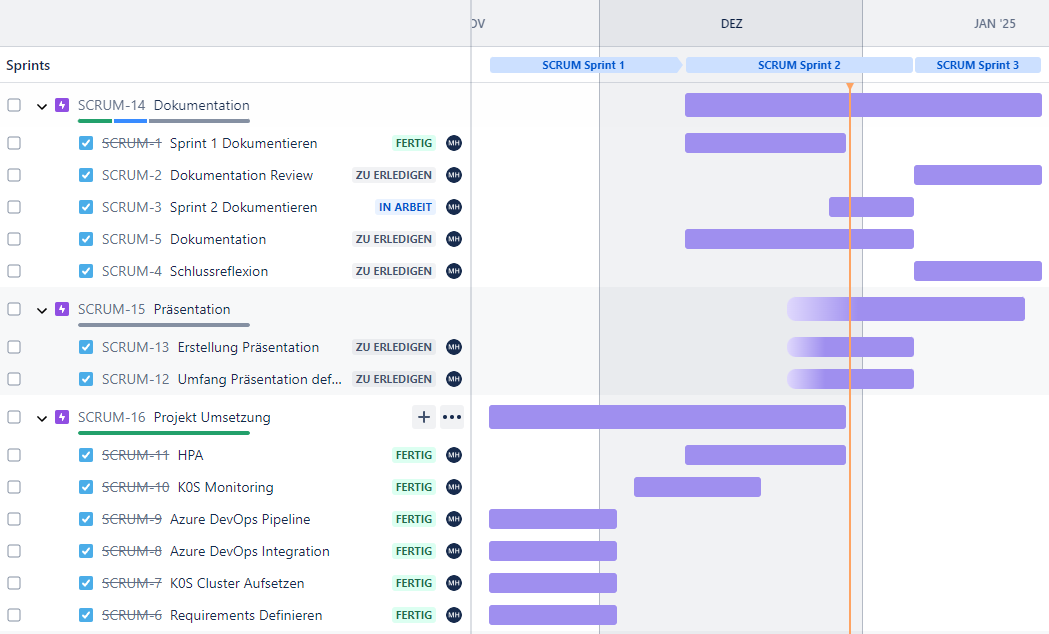 OV DEZ JAN '25
Sprints SCRUM Sprint 1 SCRUM Sprint 2 SCRUM Sprint 3
SCRUM-14 Dokumentation
SCRUM-1 Sprint 1 Dokumentieren FERTIG MH
SCRUM-2 Dokumentation Review ZU ERLEDIGEN MH
SCRUM-3 Sprint 2 Dokumentieren IN ARBEIT MH
SCRUM-5 Dokumentation ZU ERLEDIGEN MH
SCRUM-4 Schlussreflexion ZU ERLEDIGEN MH
SCRUM-15 Präsentation
SCRUM-13 Erstellung Präsentation ZU ERLEDIGEN MH
SCRUM-12 Umfang Präsentation def... ZU ERLEDIGEN MH
SCRUM-16 Projekt Umsetzung
SCRUM-11 HPA FERTIG MH
SCRUM-10 K0S Monitoring FERTIG MH
SCRUM-9 Azure DevOps Pipeline FERTIG MH
SCRUM-8 Azure DevOps Integration FERTIG MH
SCRUM-7 K0S Cluster Aufsetzen FERTIG MH
SCRUM-6 Requirements Definieren FERTIG MH